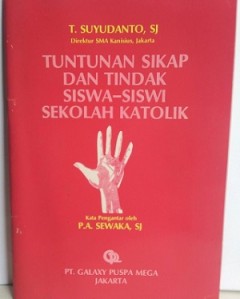 T. SUYUDANTO, SJ
Direktur SMA Kanisius, Jakarta
TUNTUNAN SIKAP
DAN TINDAK
SISWA-SISWI
SEKOLAH KATOLIK
Kata Pengantar oleh
P.A. SEWAKA, SJ
PT. GALAXY PUSPA MEGA
JAKARTA